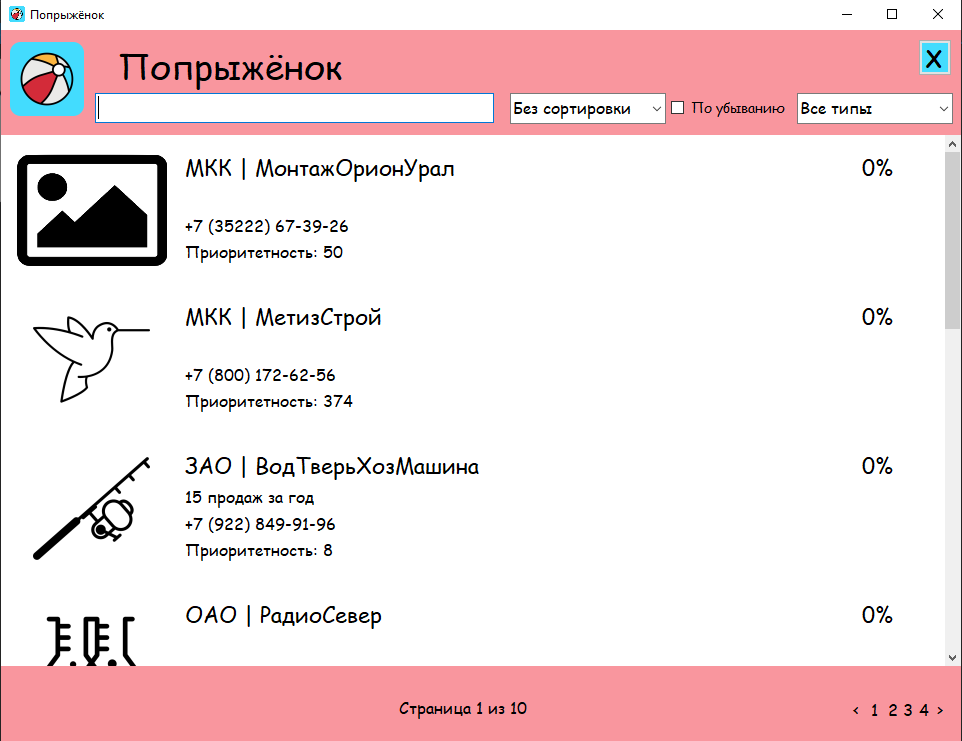 Попрыжёнок
Попрыжёнок
X
Без сортировки
По убыванию
Все типы
МКК | МонтажОрионУрал
0%
+7 (35222) 67-39-26
Приоритетность: 50
МКК | МетизСтрой
0%
+7 (800) 172-62-56
Приоритетность: 374
ЗАО | ВодТверьХозМашина
0%
15 продаж за год
+7 (922) 849-91-96
Приоритетность: 8
ОАО | РадиоСевер
0%
Страница 1 из 10
< 1 2 3 4 >